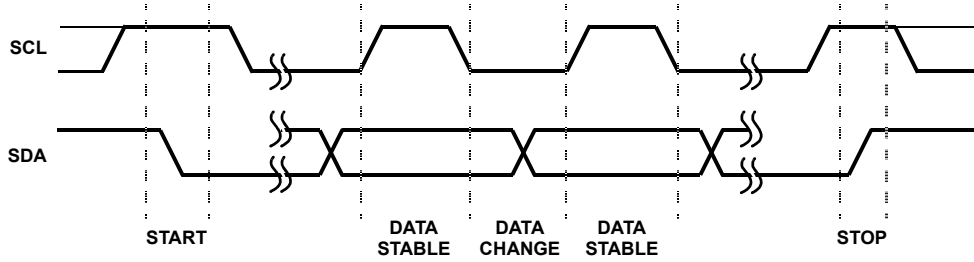 SCL
SDA
START
DATA
STABLE
DATA
CHANGE
DATA
STABLE
STOP